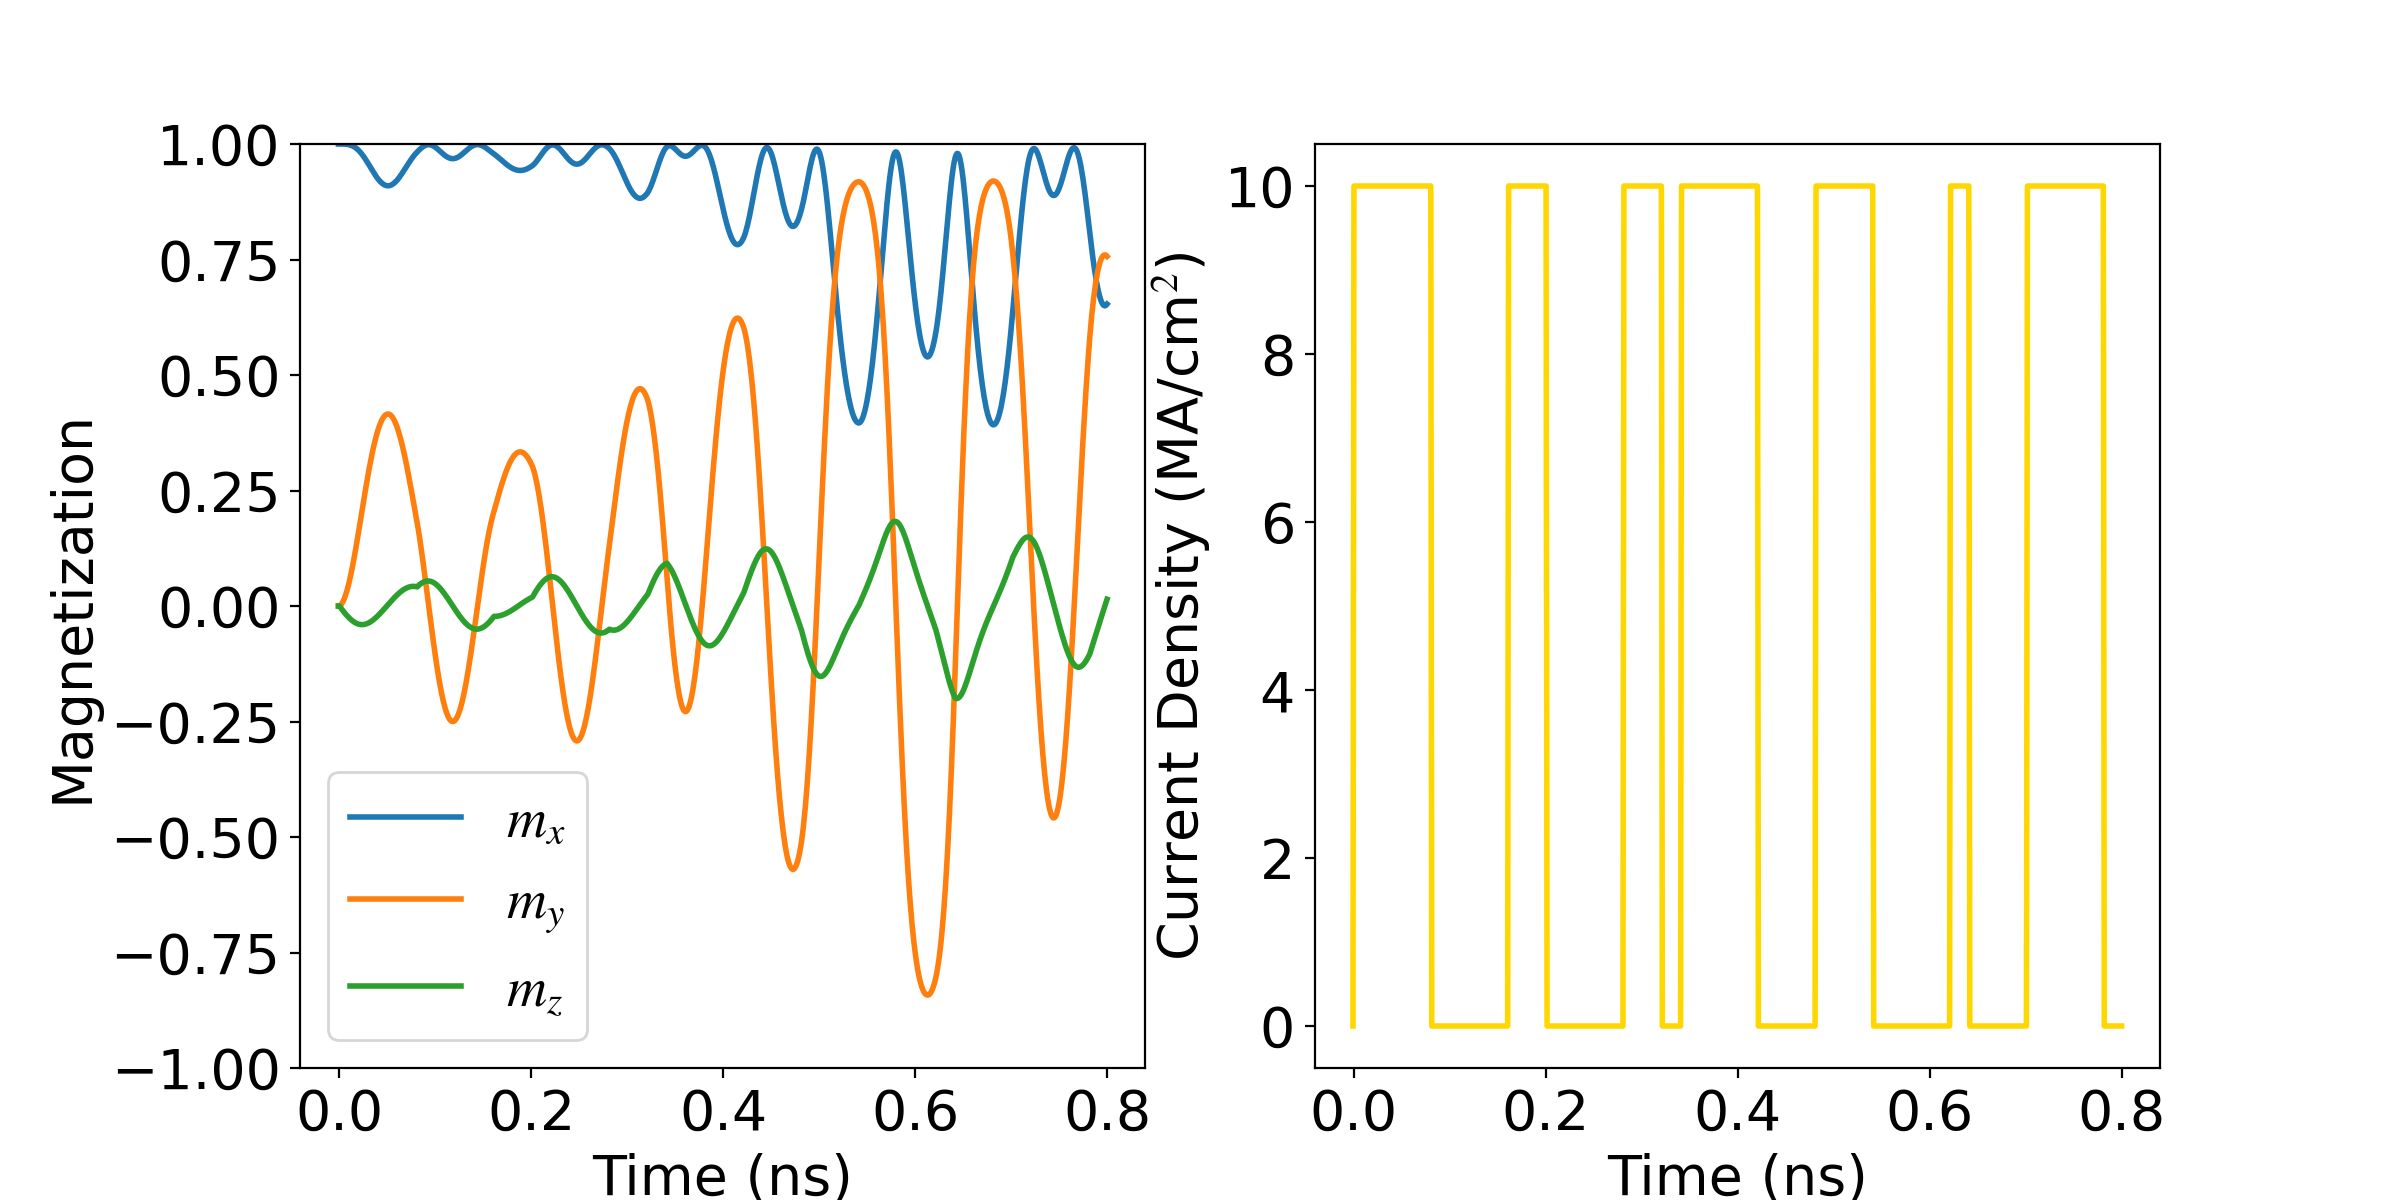 Magnetization
1.00
0.75
0.50
0.25
0.00
−0.25
−0.50
−0.75
−1.00
m_x
m_y
m_z
0.0 0.2 0.4 0.6 0.8
Time (ns)
Current Density (MA/cm²)
10
8
6
4
2
0
0.0 0.2 0.4 0.6 0.8
Time (ns)